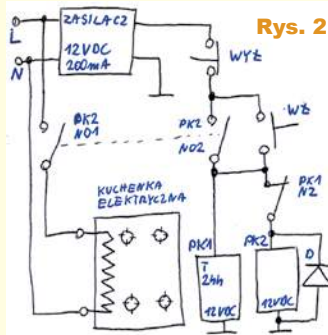 Rys. 2
L
N
ZASILACZ
12VDC
200mA
WYŁ
PK2
NO1
PK2
NO2
WŁ
PK1
NZ
KUCHENKA
ELEKTRYCZNA
PK1
T
24h
12VDC
PK2
12VDC
D